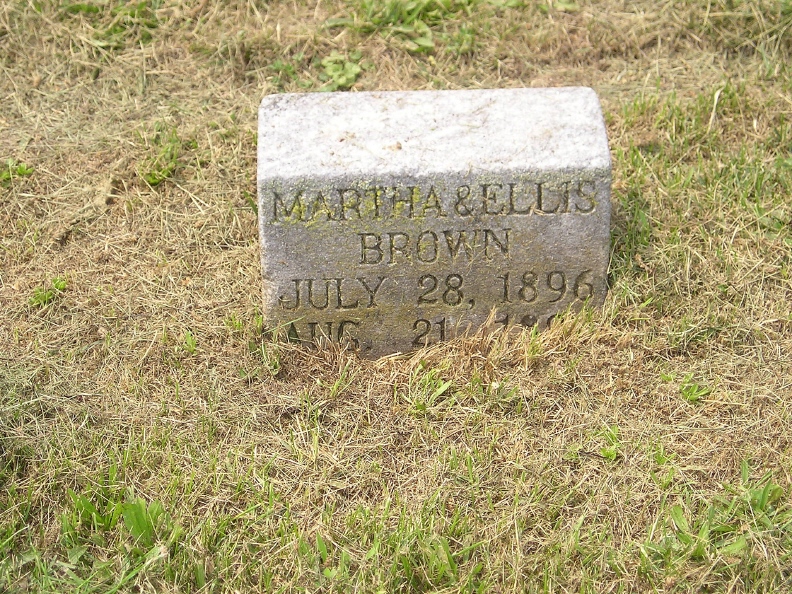 MARTHA & ELLIS
BROWN
JULY 28, 1896
AUG. 21,